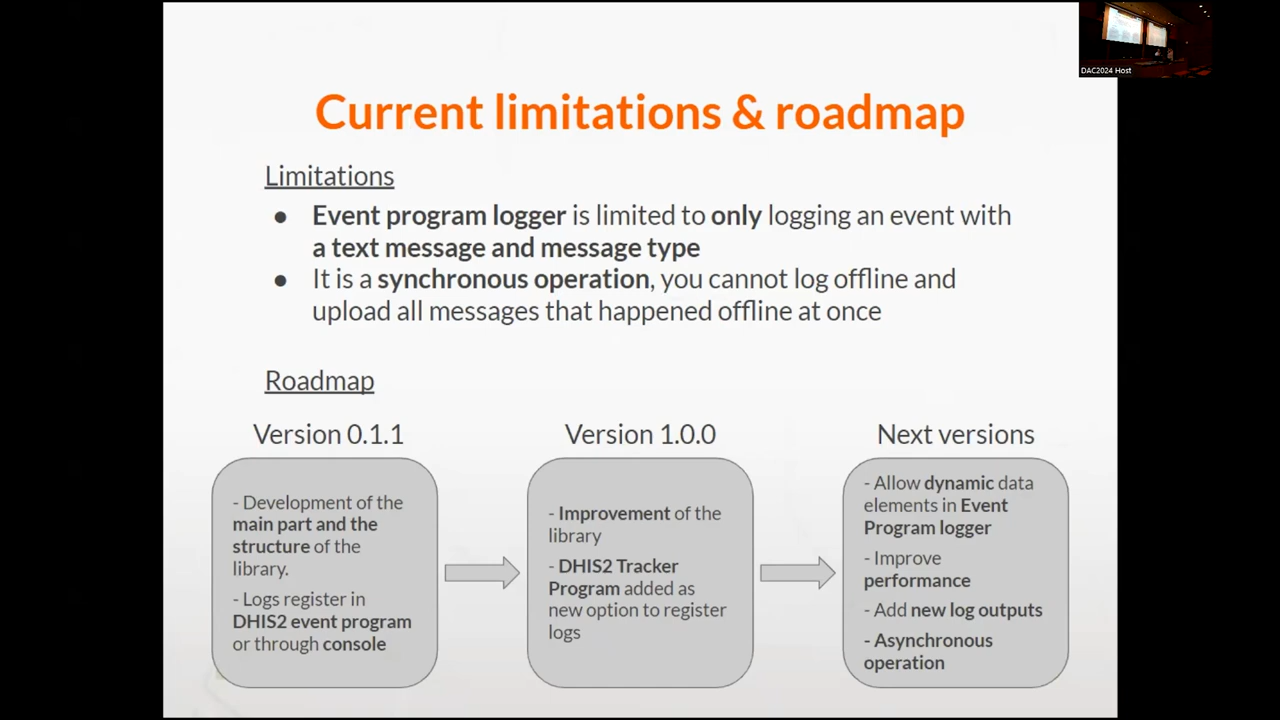 DAC2024 Host
Current limitations & roadmap
Limitations
● Event program logger is limited to only logging an event with
a text message and message type
● It is a synchronous operation, you cannot log offline and
upload all messages that happened offline at once
Roadmap
Version 0.1.1
- Development of the
main part and the
structure of the
library.
- Logs register in
DHIS2 event program
or through console
Version 1.0.0
- Improvement of the
library
- DHIS2 Tracker
Program added as
new option to register
logs
Next versions
- Allow dynamic data
elements in Event
Program logger
- Improve
performance
- Add new log outputs
- Asynchronous
operation